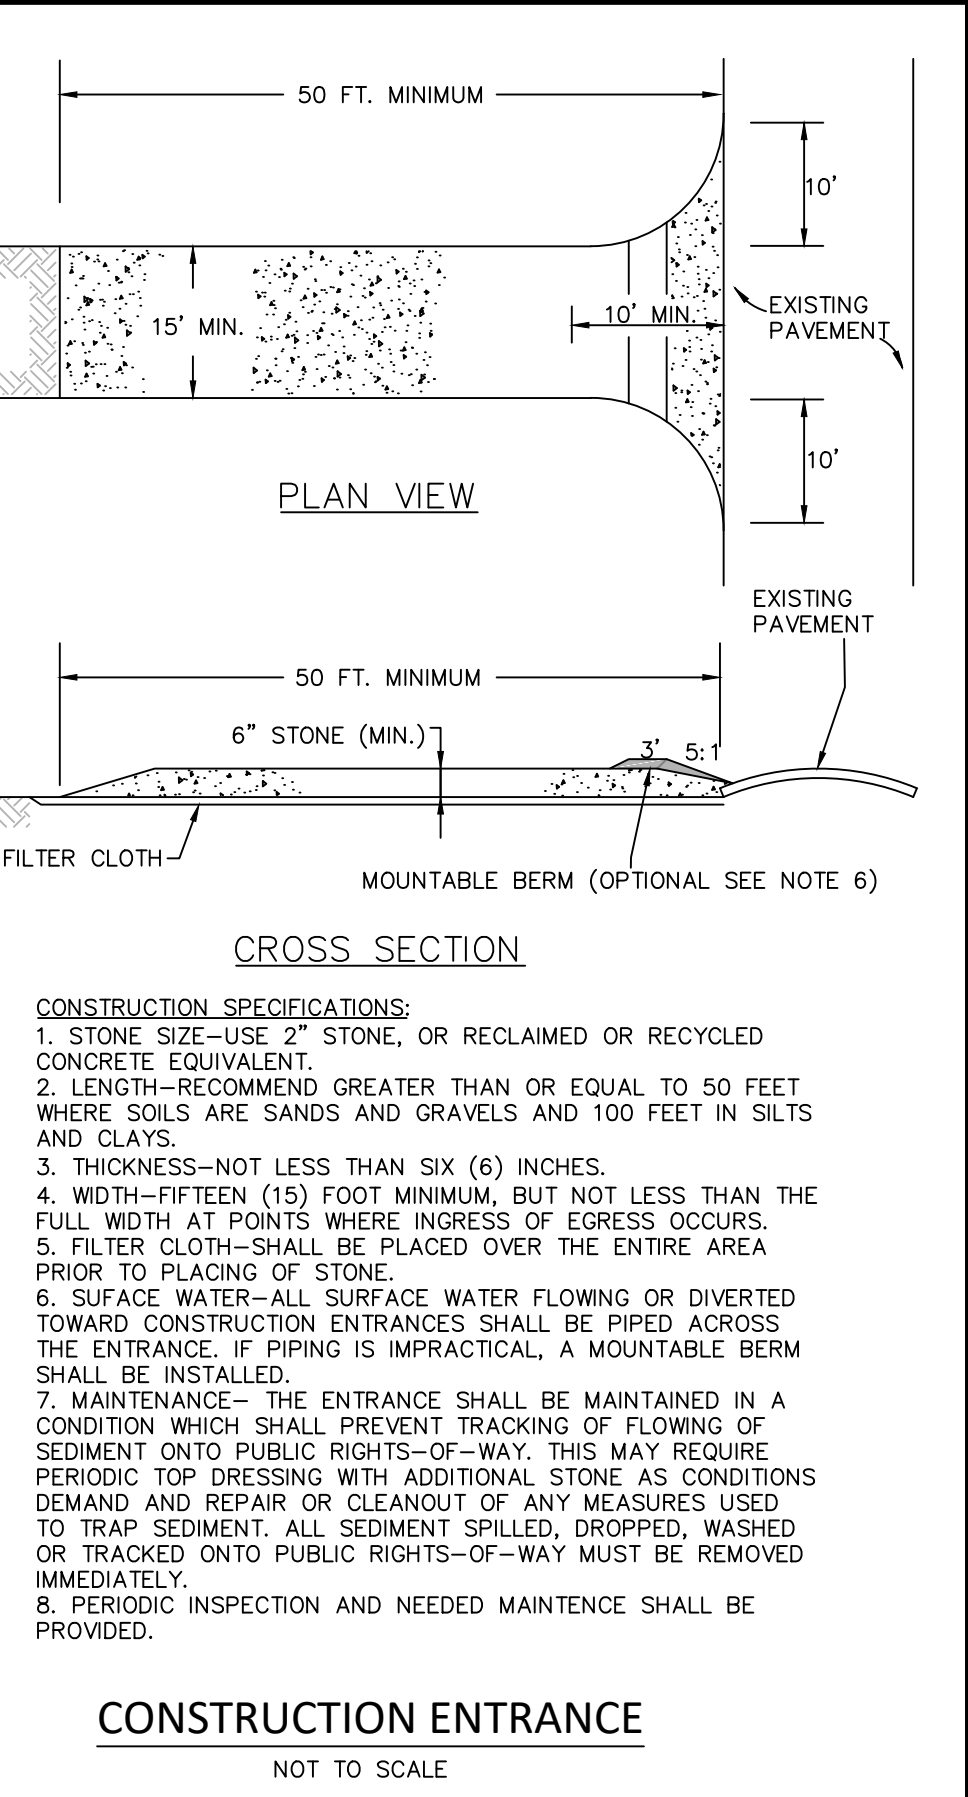 50 FT. MINIMUM
10'
15' MIN.
10' MIN.
EXISTING
PAVEMENT
10'
PLAN VIEW
EXISTING
PAVEMENT
50 FT. MINIMUM
6" STONE (MIN.)
3'
5:1
FILTER CLOTH
MOUNTABLE BERM (OPTIONAL SEE NOTE 6)
CROSS SECTION
CONSTRUCTION SPECIFICATIONS:
1. STONE SIZE–USE 2" STONE, OR RECLAIMED OR RECYCLED
CONCRETE EQUIVALENT.
2. LENGTH–RECOMMEND GREATER THAN OR EQUAL TO 50 FEET
WHERE SOILS ARE SANDS AND GRAVELS AND 100 FEET IN SILTS
AND CLAYS.
3. THICKNESS–NOT LESS THAN SIX (6) INCHES.
4. WIDTH–FIFTEEN (15) FOOT MINIMUM, BUT NOT LESS THAN THE
FULL WIDTH AT POINTS WHERE INGRESS OF EGRESS OCCURS.
5. FILTER CLOTH–SHALL BE PLACED OVER THE ENTIRE AREA
PRIOR TO PLACING OF STONE.
6. SUFACE WATER–ALL SURFACE WATER FLOWING OR DIVERTED
TOWARD CONSTRUCTION ENTRANCES SHALL BE PIPED ACROSS
THE ENTRANCE. IF PIPING IS IMPRACTICAL, A MOUNTABLE BERM
SHALL BE INSTALLED.
7. MAINTENANCE– THE ENTRANCE SHALL BE MAINTAINED IN A
CONDITION WHICH SHALL PREVENT TRACKING OF FLOWING OF
SEDIMENT ONTO PUBLIC RIGHTS–OF–WAY. THIS MAY REQUIRE
PERIODIC TOP DRESSING WITH ADDITIONAL STONE AS CONDITIONS
DEMAND AND REPAIR OR CLEANOUT OF ANY MEASURES USED
TO TRAP SEDIMENT. ALL SEDIMENT SPILLED, DROPPED, WASHED
OR TRACKED ONTO PUBLIC RIGHTS–OF–WAY MUST BE REMOVED
IMMEDIATELY.
8. PERIODIC INSPECTION AND NEEDED MAINTENCE SHALL BE
PROVIDED.
CONSTRUCTION ENTRANCE
NOT TO SCALE